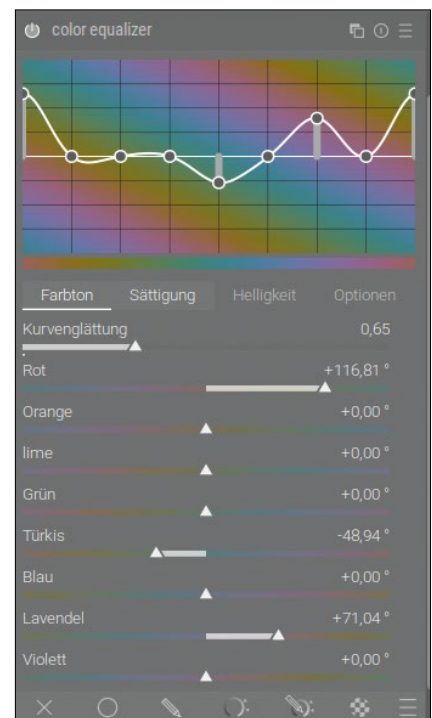 color equalizer
Farbton Sättigung Helligkeit Optionen
Kurvenglättung 0,65
Rot +116,81 °
Orange +0,00 °
lime +0,00 °
Grün +0,00 °
Türkis -48,94 °
Blau +0,00 °
Lavendel +71,04 °
Violett +0,00 °